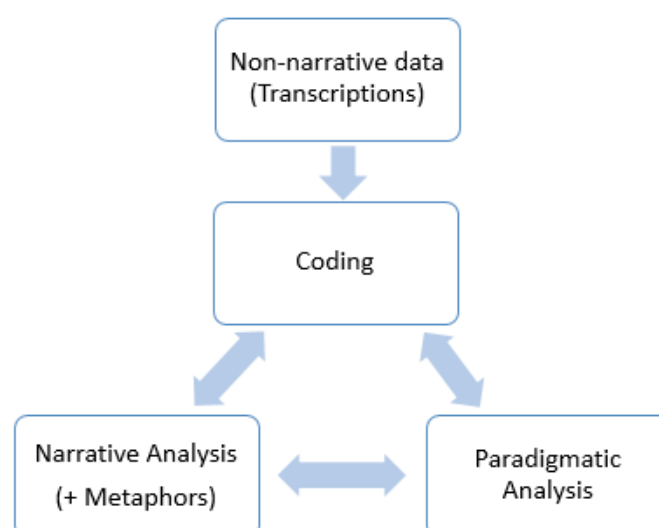 Non-narrative data
(Transcriptions)
Coding
Narrative Analysis
(+ Metaphors)
Paradigmatic
Analysis